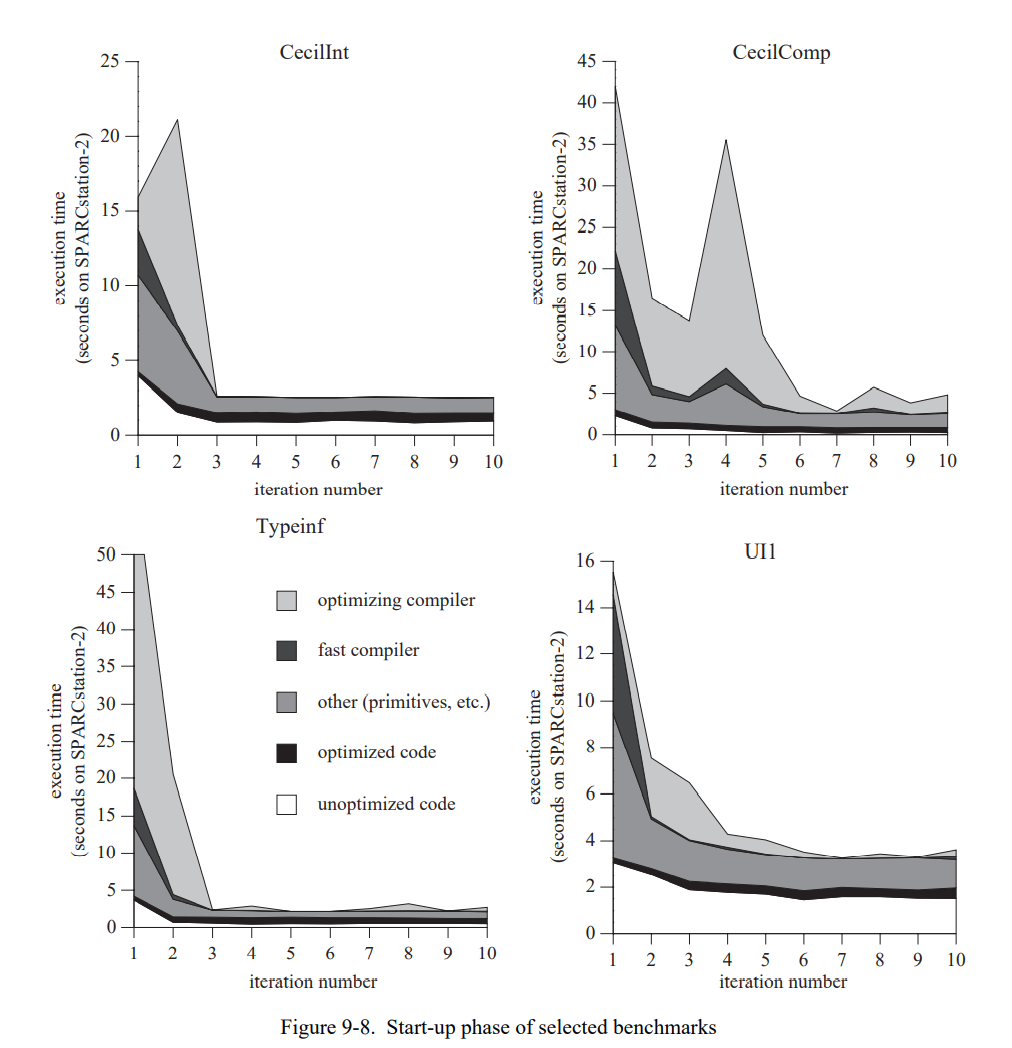 CecilInt
25
20
15
10
5
0
execution time
(seconds on SPARCstation-2)
1 2 3 4 5 6 7 8 9 10
iteration number
CecilComp
45
40
35
30
25
20
15
10
5
0
execution time
(seconds on SPARCstation-2)
1 2 3 4 5 6 7 8 9 10
iteration number
Typeinf
50
45
40
35
30
25
20
15
10
5
0
execution time
(seconds on SPARCstation-2)
optimizing compiler
fast compiler
other (primitives, etc.)
optimized code
unoptimized code
1 2 3 4 5 6 7 8 9 10
iteration number
UI1
16
14
12
10
8
6
4
2
0
execution time
(seconds on SPARCstation-2)
1 2 3 4 5 6 7 8 9 10
iteration number
Figure 9-8. Start-up phase of selected benchmarks